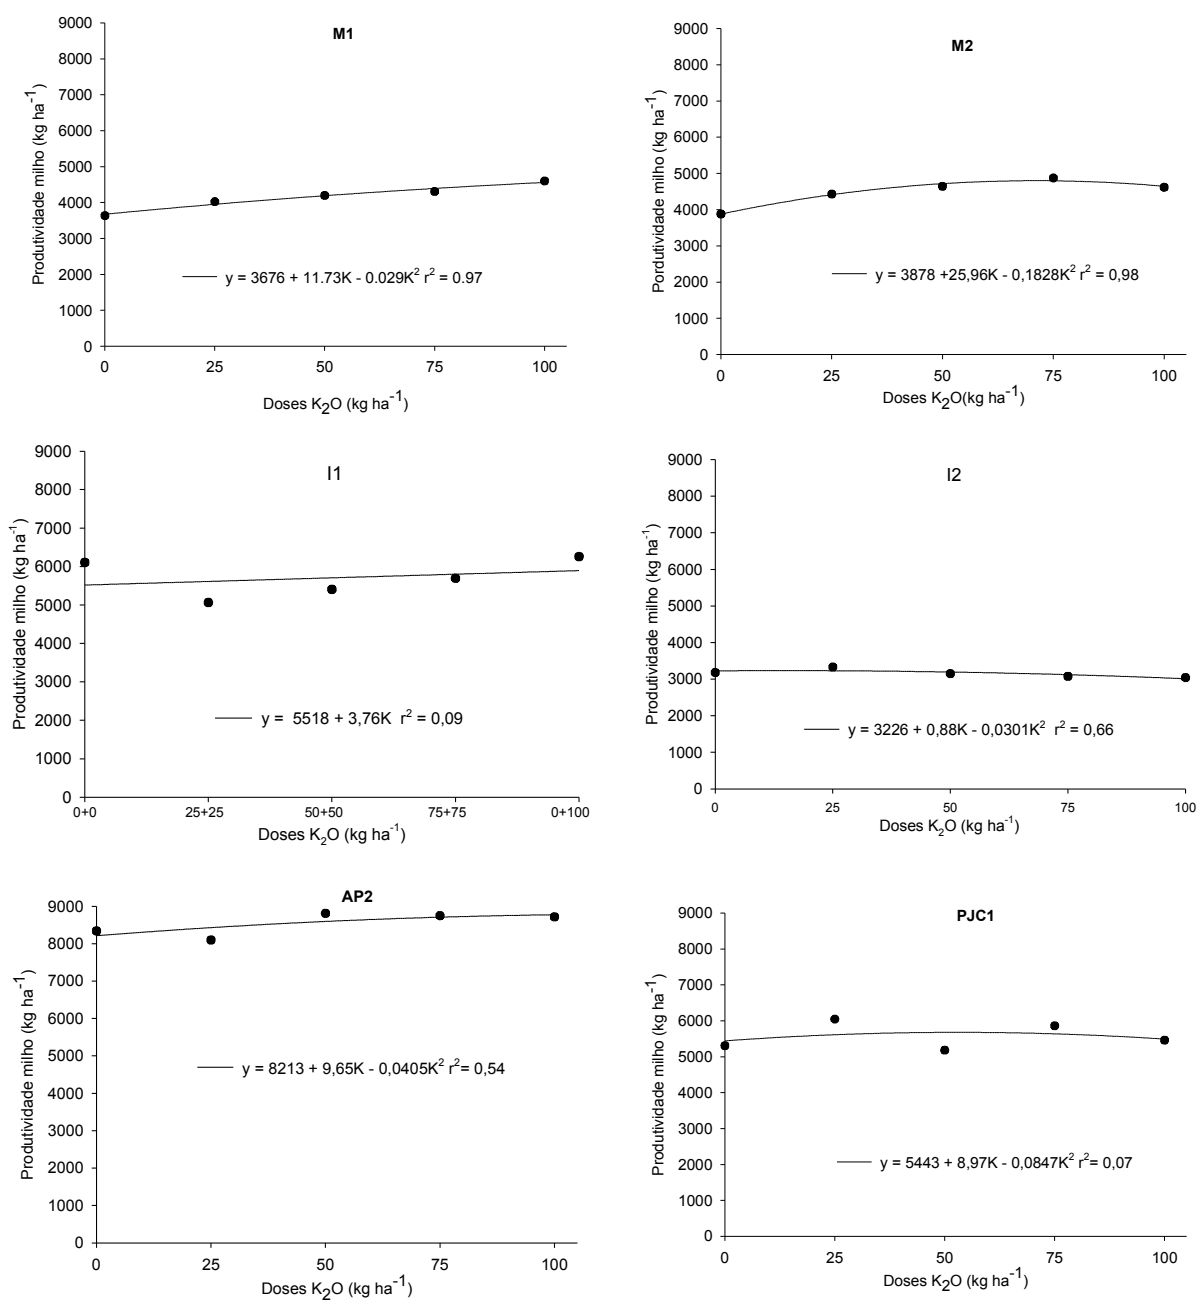 M1
Produtividade milho (kg ha⁻¹)
9000
8000
7000
6000
5000
4000
3000
2000
1000
0
y = 3676 + 11.73K - 0.029K² r² = 0.97
0 25 50 75 100
Doses K₂O (kg ha⁻¹)
M2
Pordutividade milho (kg ha⁻¹)
9000
8000
7000
6000
5000
4000
3000
2000
1000
0
y = 3878 +25,96K - 0,1828K² r² = 0,98
0 25 50 75 100
Doses K₂O(kg ha⁻¹)
I1
Produtividade milho (kg ha⁻¹)
9000
8000
7000
6000
5000
4000
3000
2000
1000
0
y = 5518 + 3,76K r² = 0,09
0+0 25+25 50+50 75+75 0+100
Doses K₂O (kg ha⁻¹)
I2
Produtividade milho (kg ha⁻¹)
9000
8000
7000
6000
5000
4000
3000
2000
1000
0
y = 3226 + 0,88K - 0,0301K² r² = 0,66
0 25 50 75 100
Doses K₂O (kg ha⁻¹)
AP2
Produtividade milho (kg ha⁻¹)
9000
8000
7000
6000
5000
4000
3000
2000
1000
0
y = 8213 + 9,65K - 0,0405K² r²= 0,54
0 25 50 75 100
Doses K₂O (kg ha⁻¹)
PJC1
Produtividade milho (kg ha⁻¹)
9000
8000
7000
6000
5000
4000
3000
2000
1000
0
y = 5443 + 8,97K - 0,0847K² r²= 0,07
0 25 50 75 100
Doses K₂O (kg ha⁻¹)